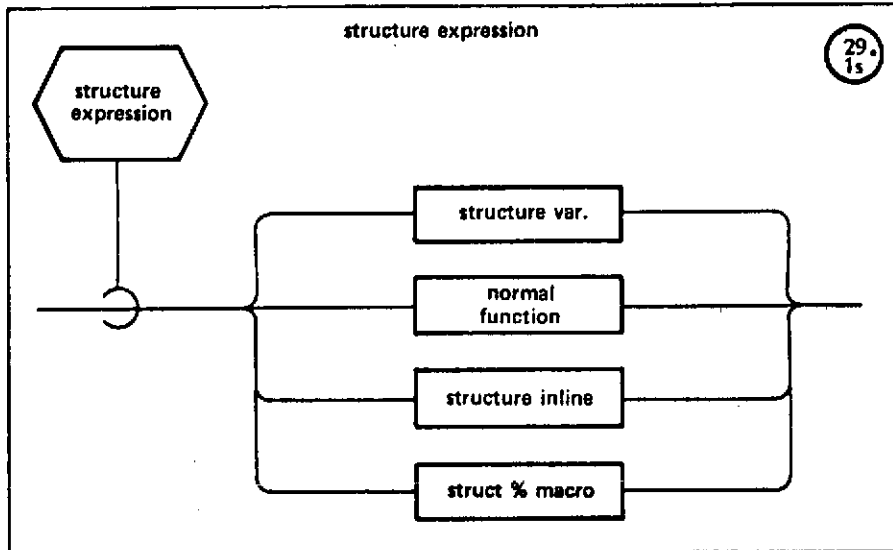 structure expression
29.
1s
structure
expression
structure var.
normal
function
structure inline
struct % macro